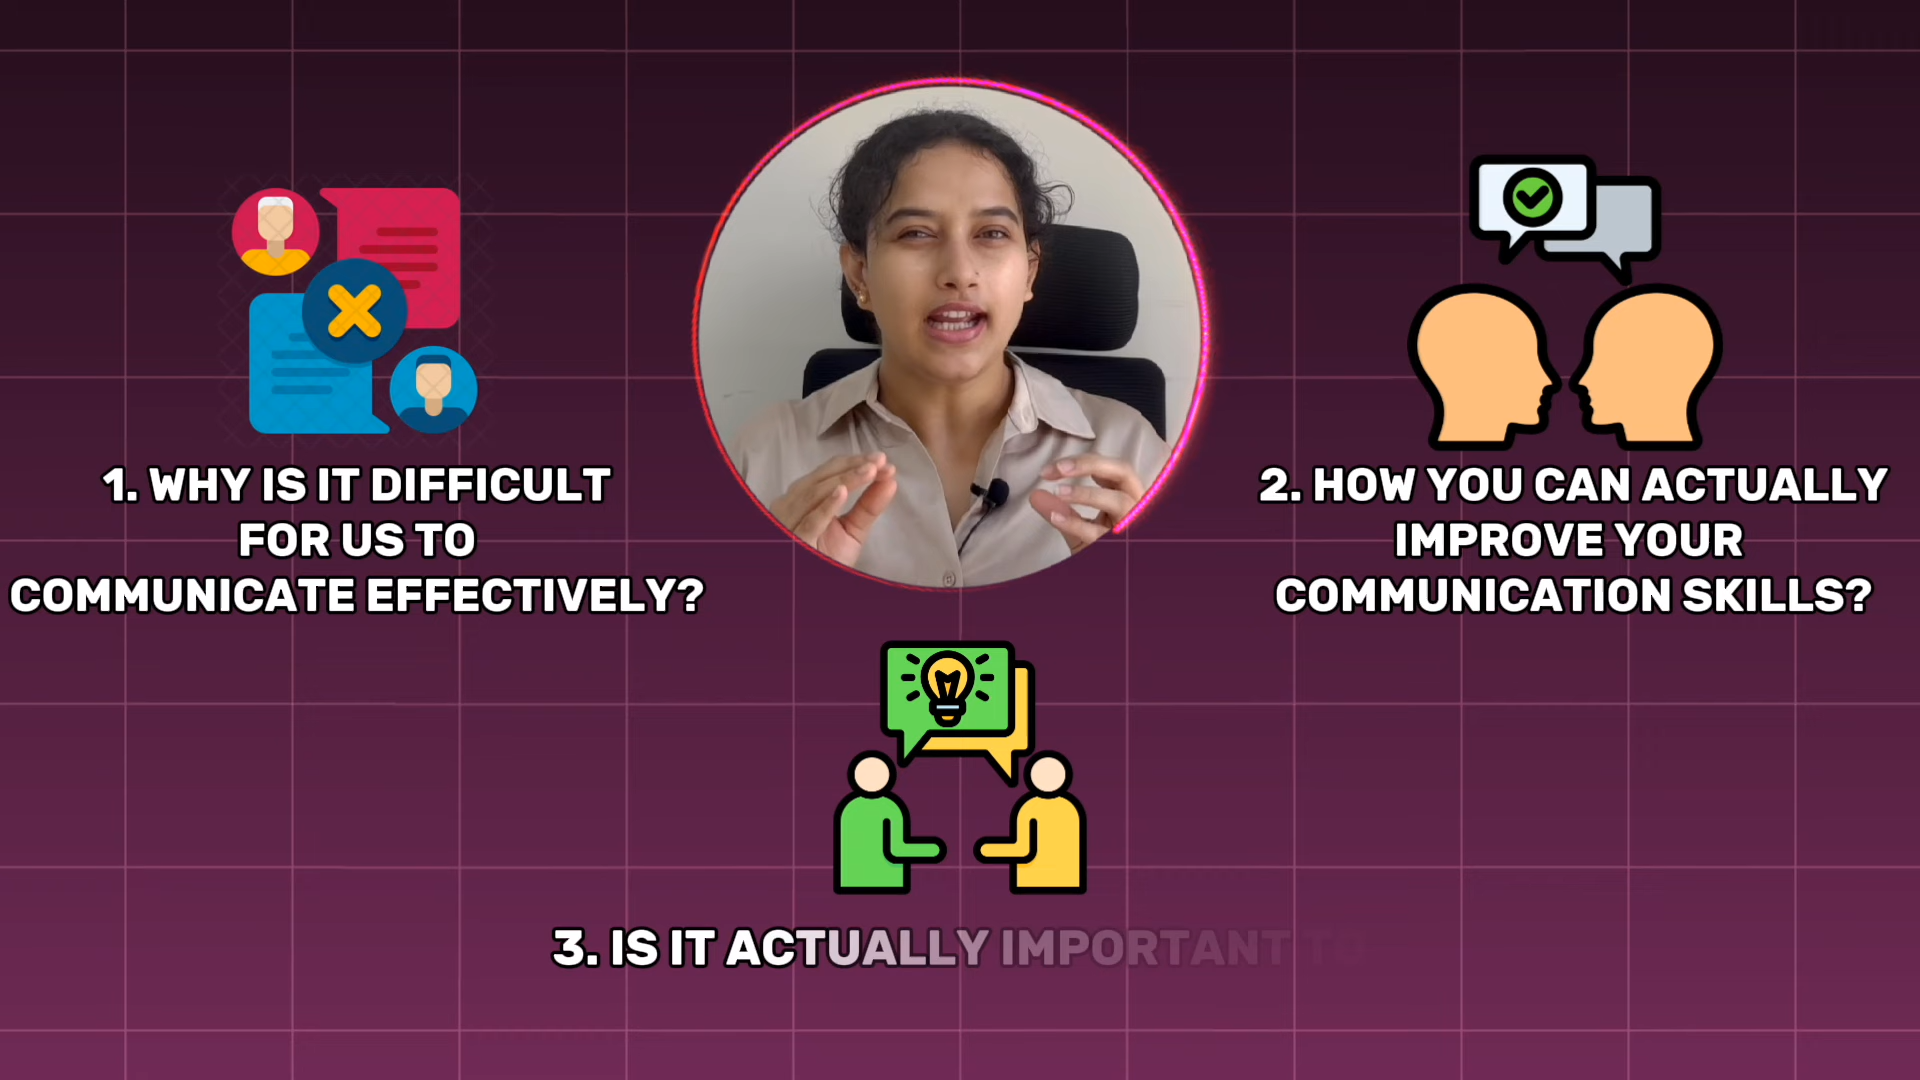 1. WHY IS IT DIFFICULT
FOR US TO
COMMUNICATE EFFECTIVELY?
2. HOW YOU CAN ACTUALLY
IMPROVE YOUR
COMMUNICATION SKILLS?
3. IS IT ACTUALLY IMPORTANT TO